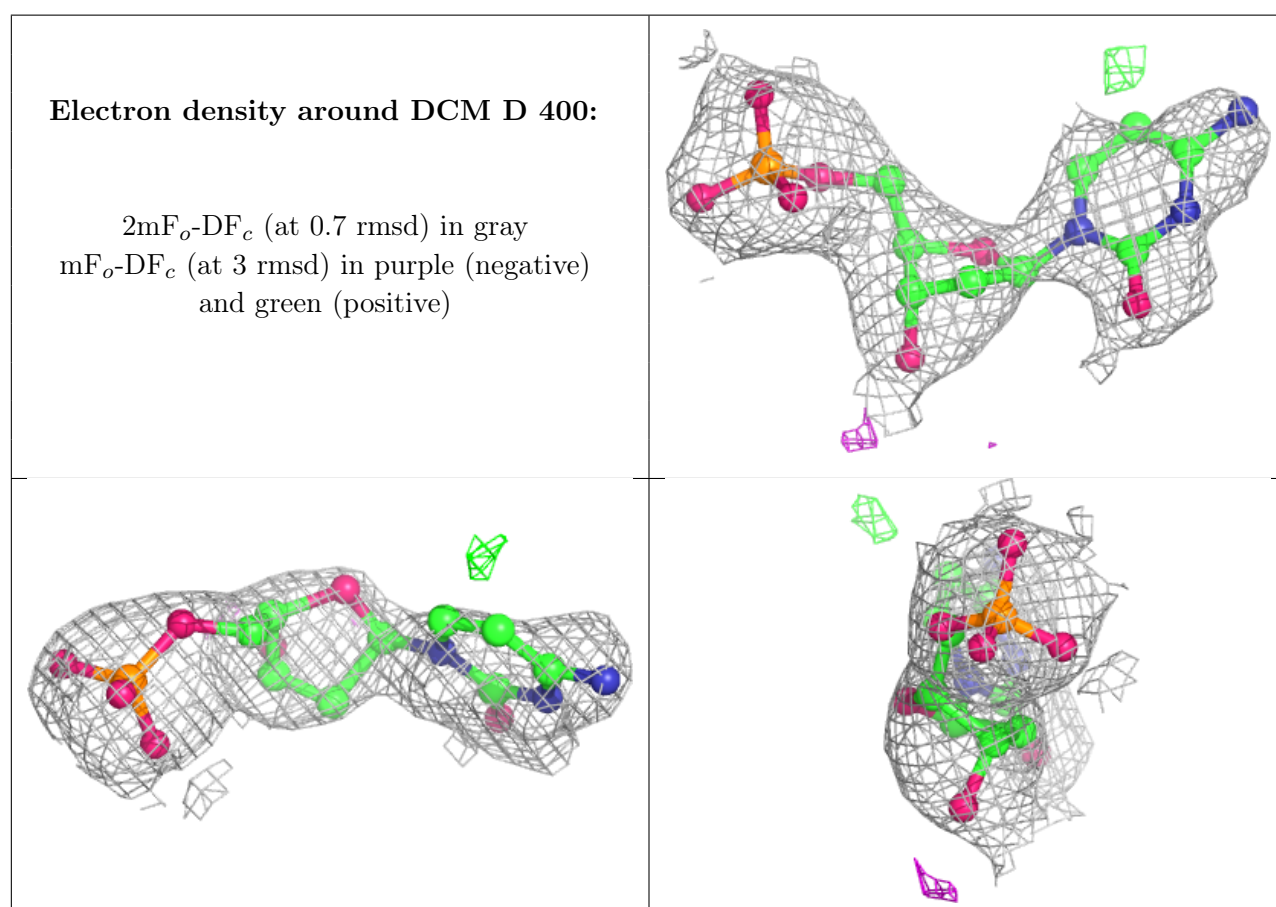 Electron density around DCM D 400:
2mFo-DFc (at 0.7 rmsd) in gray
mFo-DFc (at 3 rmsd) in purple (negative)
and green (positive)